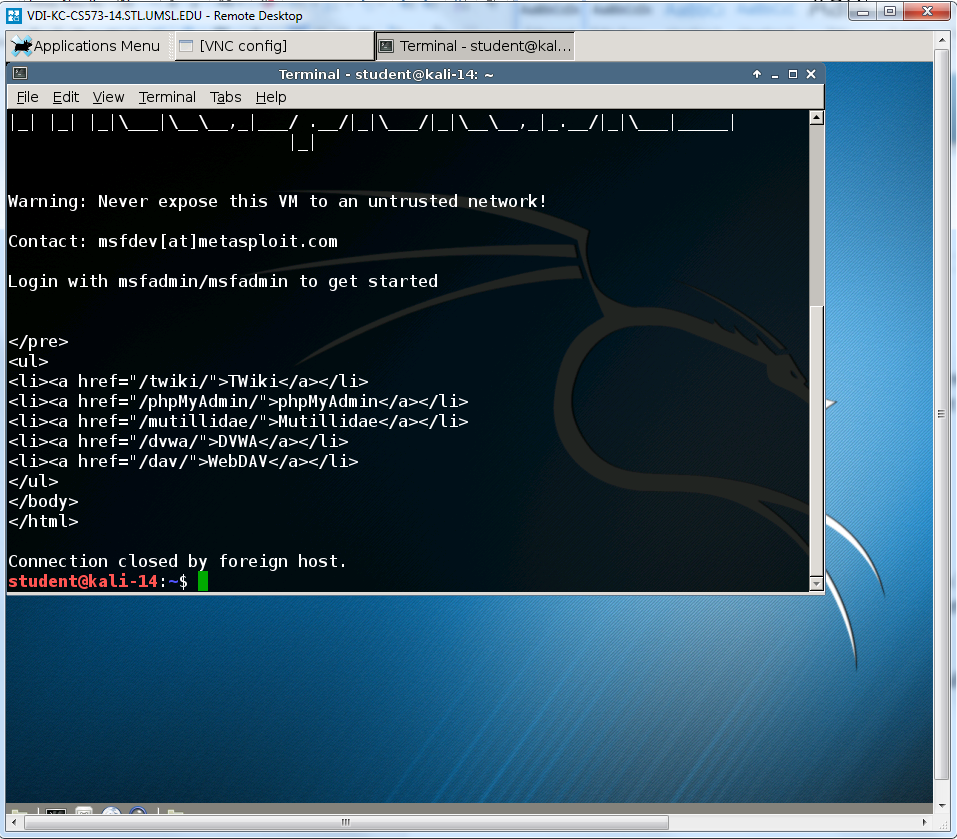 VDI-KC-CS573-14.STL.UMSL.EDU - Remote Desktop
Applications Menu [VNC config] Terminal - student@kal...
Terminal - student@kali-14: ~
File Edit View Terminal Tabs Help
|_| |_| |_|\___|\__\__,_|___/ .__/|_|\___/|_|\__\__,_|_.__/|_|\___|_____|
|_|
Warning: Never expose this VM to an untrusted network!
Contact: msfdev[at]metasploit.com
Login with msfadmin/msfadmin to get started
</pre>
<ul>
<li><a href="/twiki/">TWiki</a></li>
<li><a href="/phpMyAdmin/">phpMyAdmin</a></li>
<li><a href="/mutillidae/">Mutillidae</a></li>
<li><a href="/dvwa/">DVWA</a></li>
<li><a href="/dav/">WebDAV</a></li>
</ul>
</body>
</html>
Connection closed by foreign host.
student@kali-14:~$